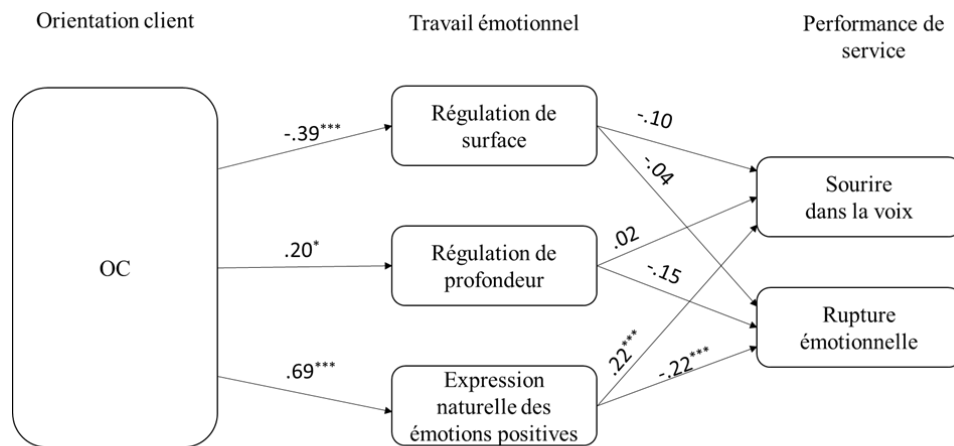 Orientation client
Travail émotionnel
Performance de
service
OC
-.39***
.20*
.69***
Régulation de
surface
Régulation de
profondeur
Expression
naturelle des
émotions positives
-.10
-.04
.02
-.15
.22***
-.22***
Sourire
dans la voix
Rupture
émotionnelle